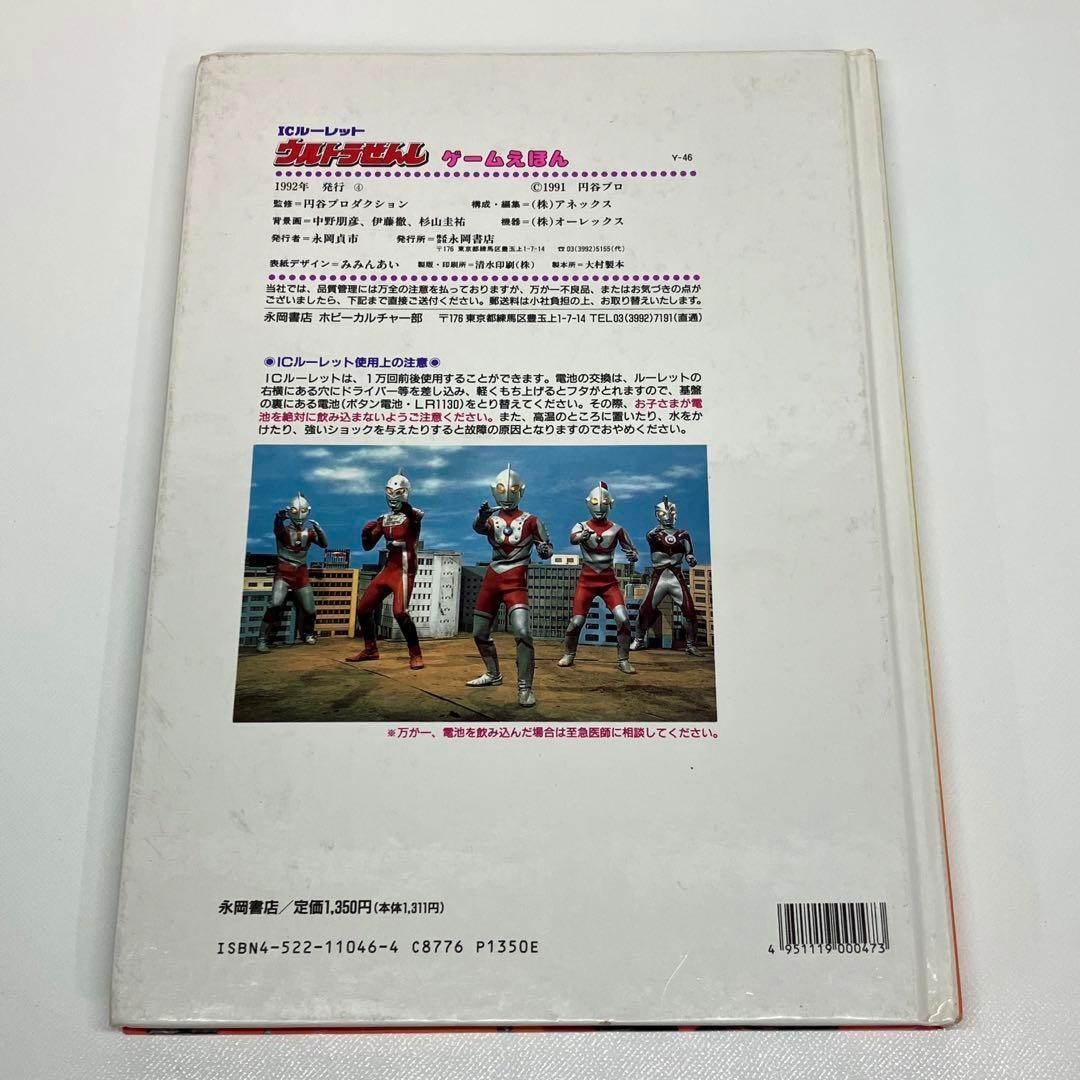 ICルーレット
ウルトラぜんし ゲームえほん Y-46
1992年 発行 ④ ©1991 円谷プロ
監修=円谷プロダクション 構成・編集=(株)アネックス
背景画=中野朋彦、伊藤徹、杉山圭祐 機器=(株)オーレックス
発行者=永岡貞市 発行所=株式会社永岡書店
〒176 東京都練馬区豊玉上1-7-14 ☎03(3992)5155(代)
表紙デザイン=みみんあい 製版・印刷所=清水印刷(株) 製本所=大村製本
当社では、品質管理には万全の注意を払っておりますが、万が一不良品、またはお気づきの点が
ございましたら、下記まで直接ご送付ください。郵送料は小社負担の上、お取り替えいたします。
永岡書店 ホビーカルチャー部 〒176 東京都練馬区豊玉上1-7-14 TEL03(3992)7191(直通)
◉ICルーレット使用上の注意◉
ICルーレットは、1万回前後使用することができます。電池の交換は、ルーレットの
右横にある穴にドライバー等を差し込み、軽くもち上げるとフタがとれますので、基盤
の裏にある電池(ボタン電池・LR1130)をとり替えてください。その際、お子さまが電
池を絶対に飲み込まないようご注意ください。また、高温のところに置いたり、水をか
けたり、強いショックを与えたりすると故障の原因となりますのでおやめください。
※万が一、電池を飲み込んだ場合は至急医師に相談してください。
永岡書店/定価1,350円(本体1,311円)
ISBN4-522-11046-4 C8776 P1350E
4 951119 000473